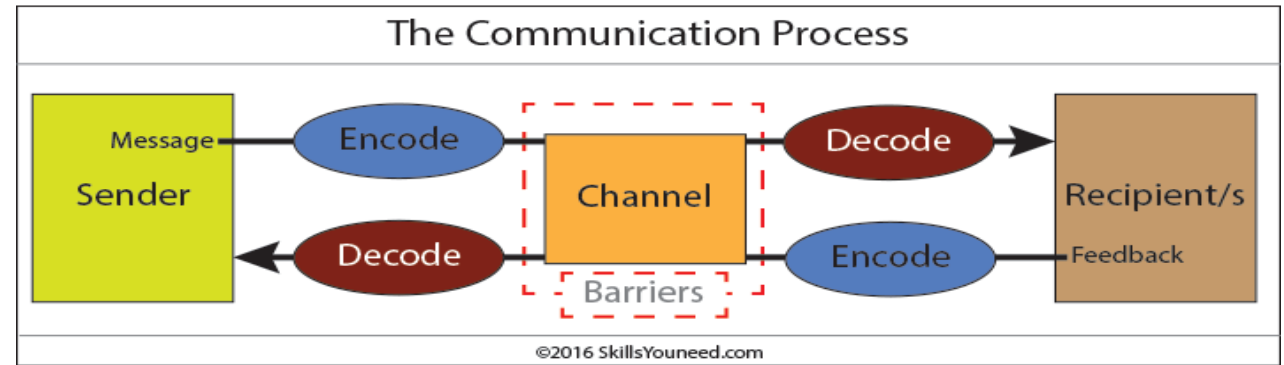 The Communication Process
Message
Encode
Decode
Sender
Channel
Recipient/s
Decode
Encode
Feedback
Barriers
©2016 SkillsYouneed.com